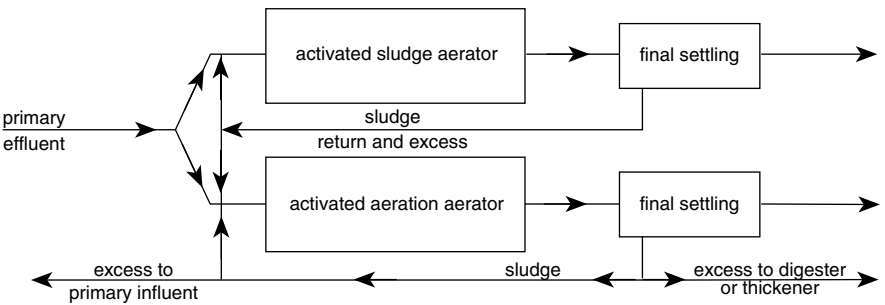 activated sludge aerator
final settling
primary
effluent
sludge
return and excess
activated aeration aerator
final settling
excess to
primary influent
sludge
excess to digester
or thickener